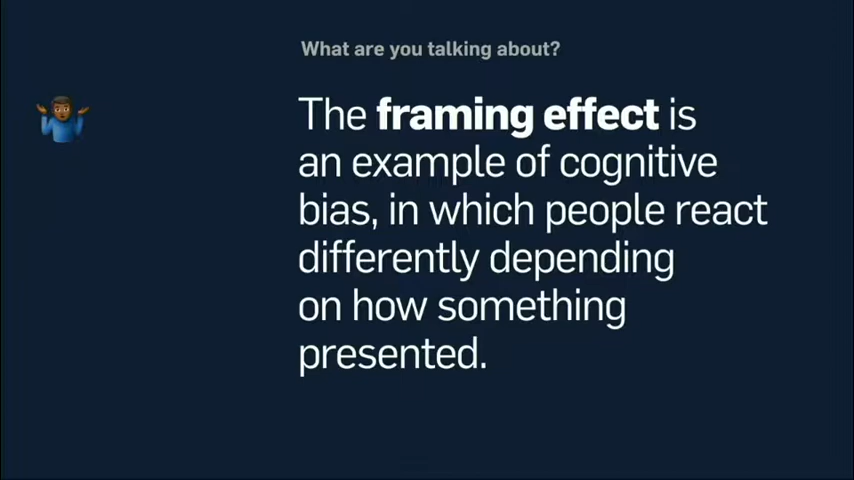 What are you talking about?
The framing effect is
an example of cognitive
bias, in which people react
differently depending
on how something
presented.